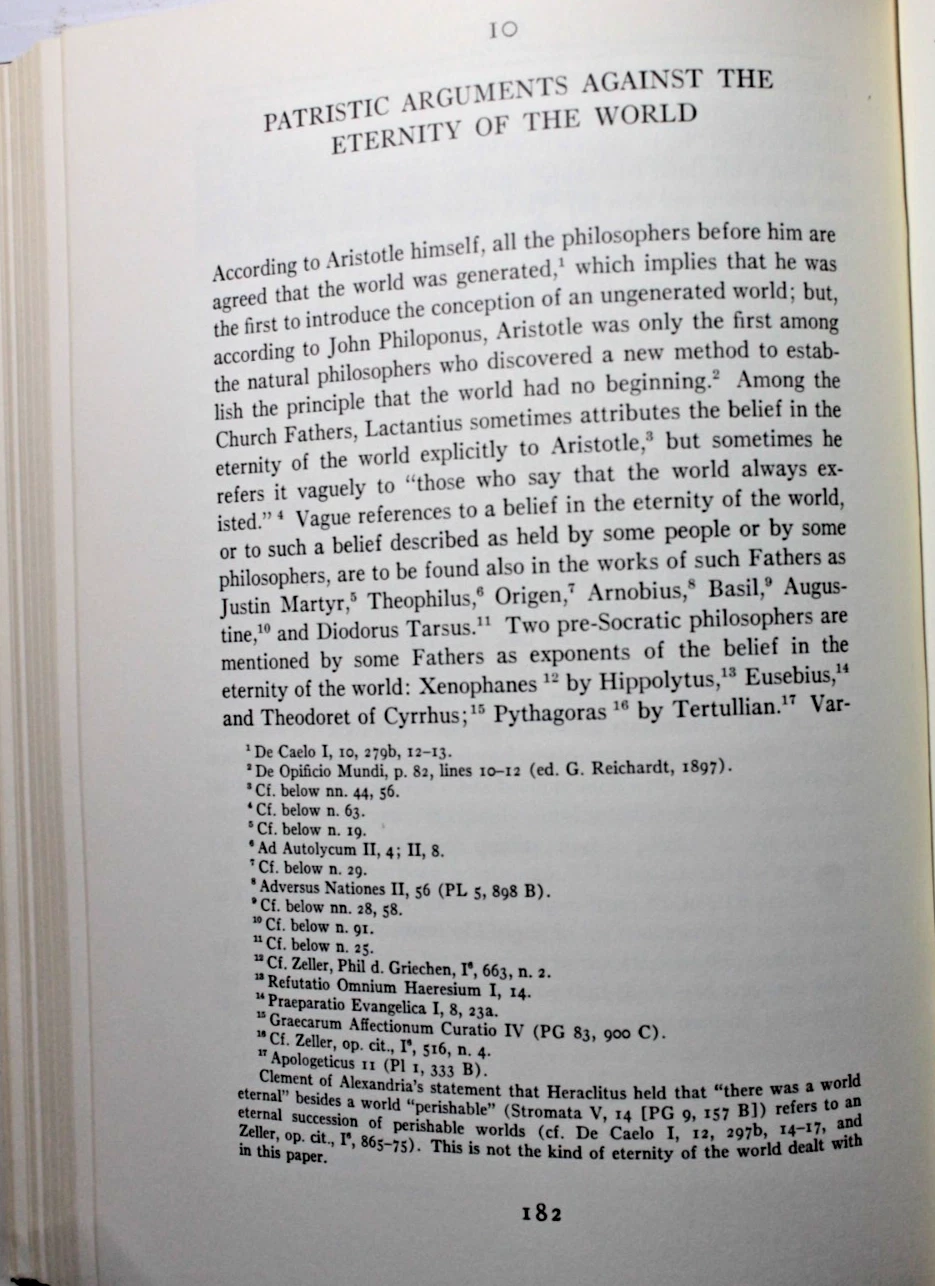 10
PATRISTIC ARGUMENTS AGAINST THE
ETERNITY OF THE WORLD
According to Aristotle himself, all the philosophers before him are
agreed that the world was generated,¹ which implies that he was
the first to introduce the conception of an ungenerated world; but,
according to John Philoponus, Aristotle was only the first among
the natural philosophers who discovered a new method to estab-
lish the principle that the world had no beginning.² Among the
Church Fathers, Lactantius sometimes attributes the belief in the
eternity of the world explicitly to Aristotle,³ but sometimes he
refers it vaguely to “those who say that the world always ex-
isted.” ⁴ Vague references to a belief in the eternity of the world,
or to such a belief described as held by some people or by some
philosophers, are to be found also in the works of such Fathers as
Justin Martyr,⁵ Theophilus,⁶ Origen,⁷ Arnobius,⁸ Basil,⁹ Augus-
tine,¹⁰ and Diodorus Tarsus.¹¹ Two pre-Socratic philosophers are
mentioned by some Fathers as exponents of the belief in the
eternity of the world: Xenophanes ¹² by Hippolytus,¹³ Eusebius,¹⁴
and Theodoret of Cyrrhus;¹⁵ Pythagoras ¹⁶ by Tertullian.¹⁷ Var-
¹ De Caelo I, 10, 279b, 12–13.
² De Opificio Mundi, p. 82, lines 10–12 (ed. G. Reichardt, 1897).
³ Cf. below nn. 44, 56.
⁴ Cf. below n. 63.
⁵ Cf. below n. 19.
⁶ Ad Autolycum II, 4; II, 8.
⁷ Cf. below n. 29.
⁸ Adversus Nationes II, 56 (PL 5, 898 B).
⁹ Cf. below nn. 28, 58.
¹⁰ Cf. below n. 91.
¹¹ Cf. below n. 25.
¹² Cf. Zeller, Phil d. Griechen, I⁶, 663, n. 2.
¹³ Refutatio Omnium Haeresium I, 14.
¹⁴ Praeparatio Evangelica I, 8, 23a.
¹⁵ Graecarum Affectionum Curatio IV (PG 83, 900 C).
¹⁶ Cf. Zeller, op. cit., I⁶, 516, n. 4.
¹⁷ Apologeticus 11 (Pl 1, 333 B).
Clement of Alexandria’s statement that Heraclitus held that “there was a world
eternal” besides a world “perishable” (Stromata V, 14 [PG 9, 157 B]) refers to an
eternal succession of perishable worlds (cf. De Caelo I, 12, 297b, 14–17, and
Zeller, op. cit., I⁶, 865–75). This is not the kind of eternity of the world dealt with
in this paper.
182